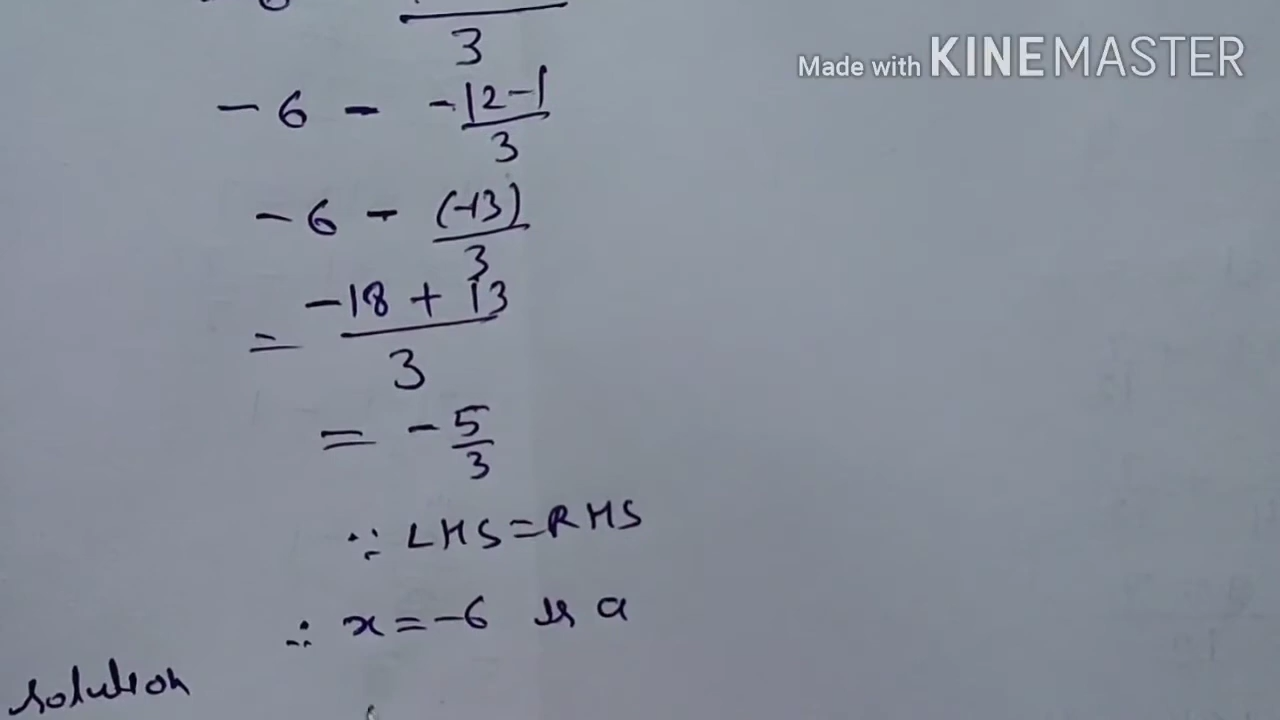 Made with KINEMASTER
3
- 6 - -12-1/3
- 6 - (-13)/3
= -18 + 13/3
= - 5/3
∵ LHS=RHS
∴ x=-6 is a
solution